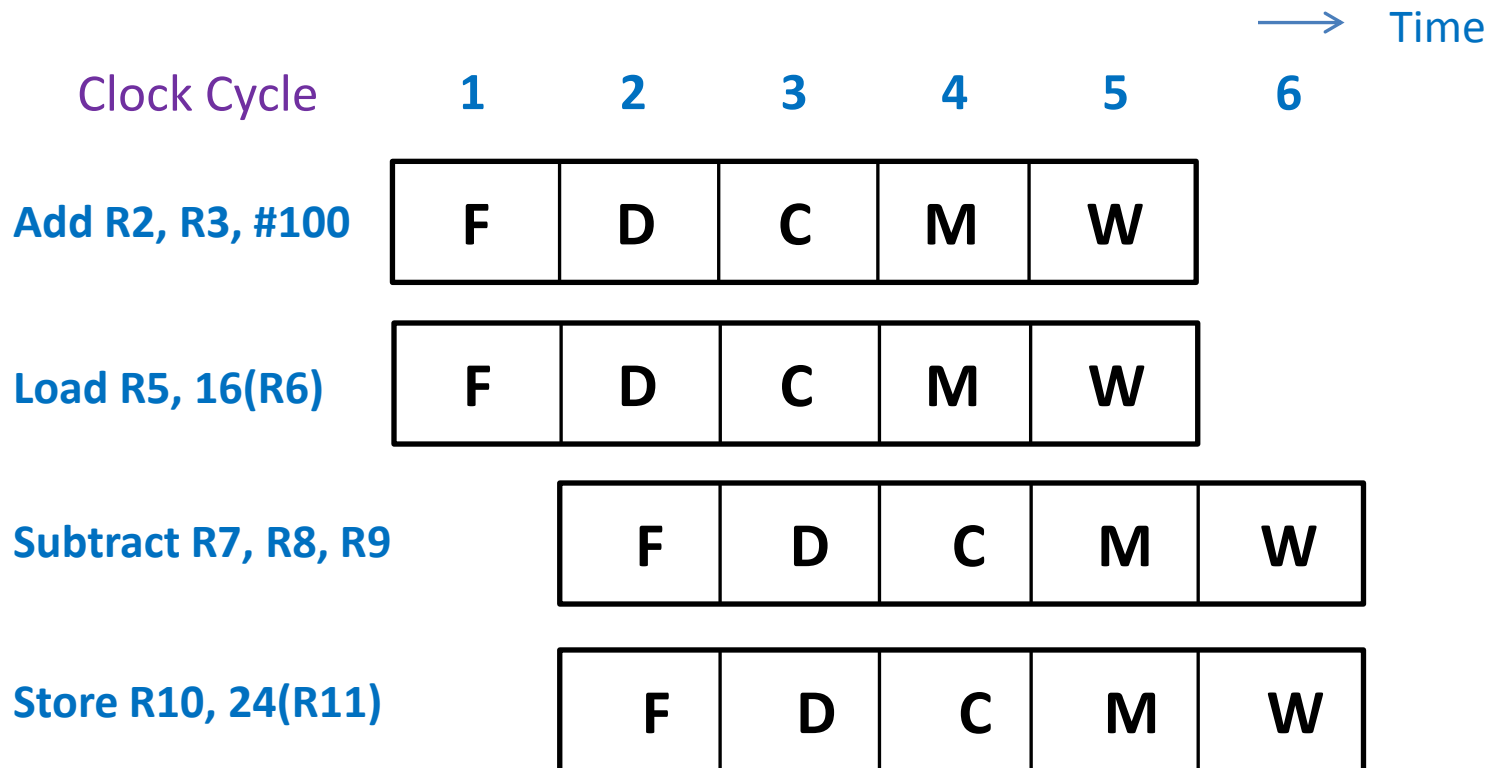 Time
Clock Cycle 1 2 3 4 5 6
Add R2, R3, #100 F D C M W
Load R5, 16(R6) F D C M W
Subtract R7, R8, R9 F D C M W
Store R10, 24(R11) F D C M W